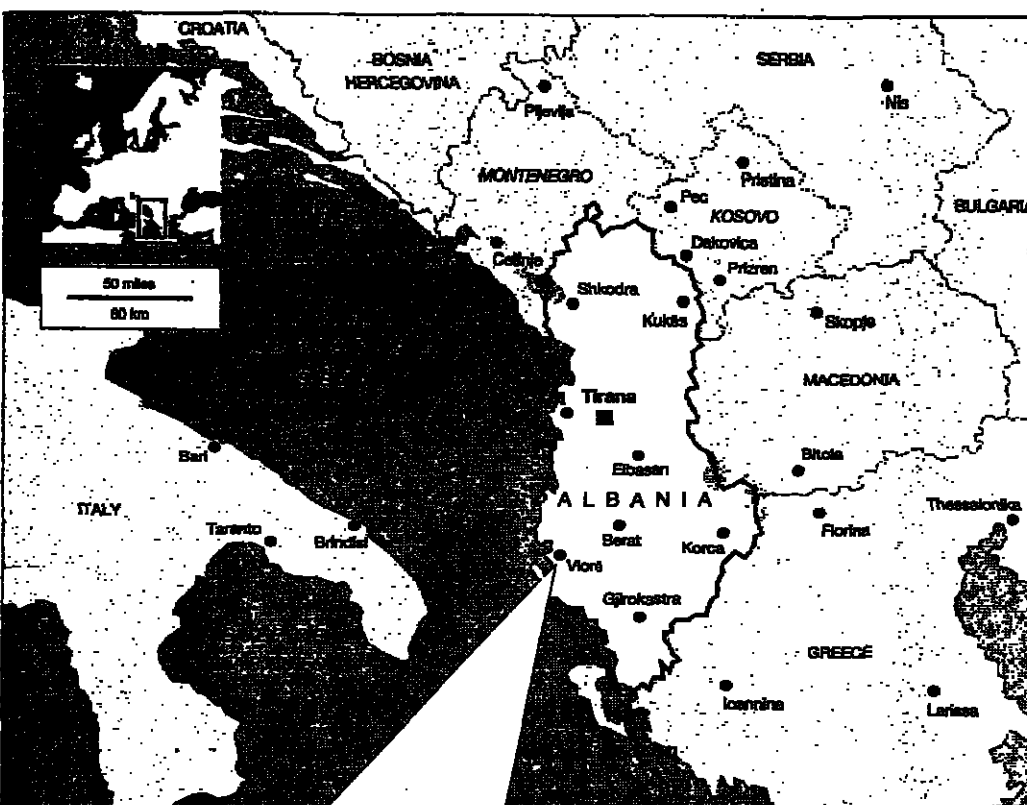 CROATIA
BOSNIA
HERCEGOVINA
SERBIA
Pljevlja
Nis
MONTENEGRO
Pristina
Pec
KOSOVO
BULGARIA
Cetinje
Dakovica
Prizren
50 miles
80 km
Shkodra
Kukës
Skopje
Tirana
MACEDONIA
Bari
Elbasan
Bitola
ALBANIA
ITALY
Thessalonika
Taranto
Brindisi
Berat
Korca
Florina
Vlorë
Gjirokastra
GREECE
Ioannina
Larissa